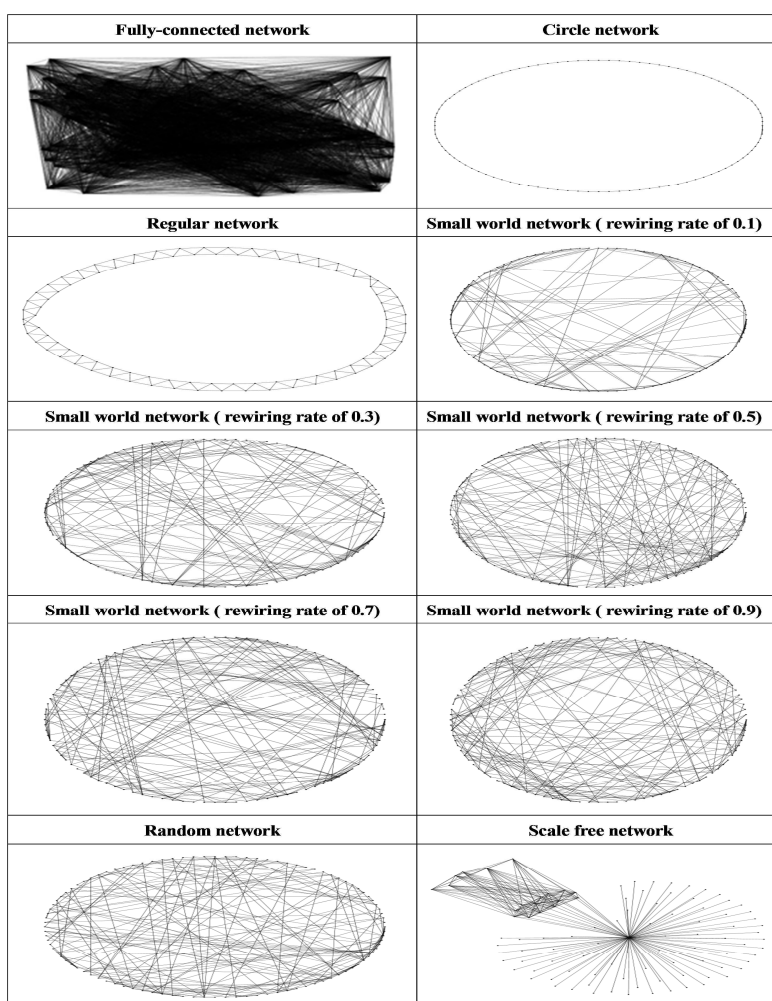 Fully-connected network
Circle network
Regular network
Small world network ( rewiring rate of 0.1)
Small world network ( rewiring rate of 0.3)
Small world network ( rewiring rate of 0.5)
Small world network ( rewiring rate of 0.7)
Small world network ( rewiring rate of 0.9)
Random network
Scale free network